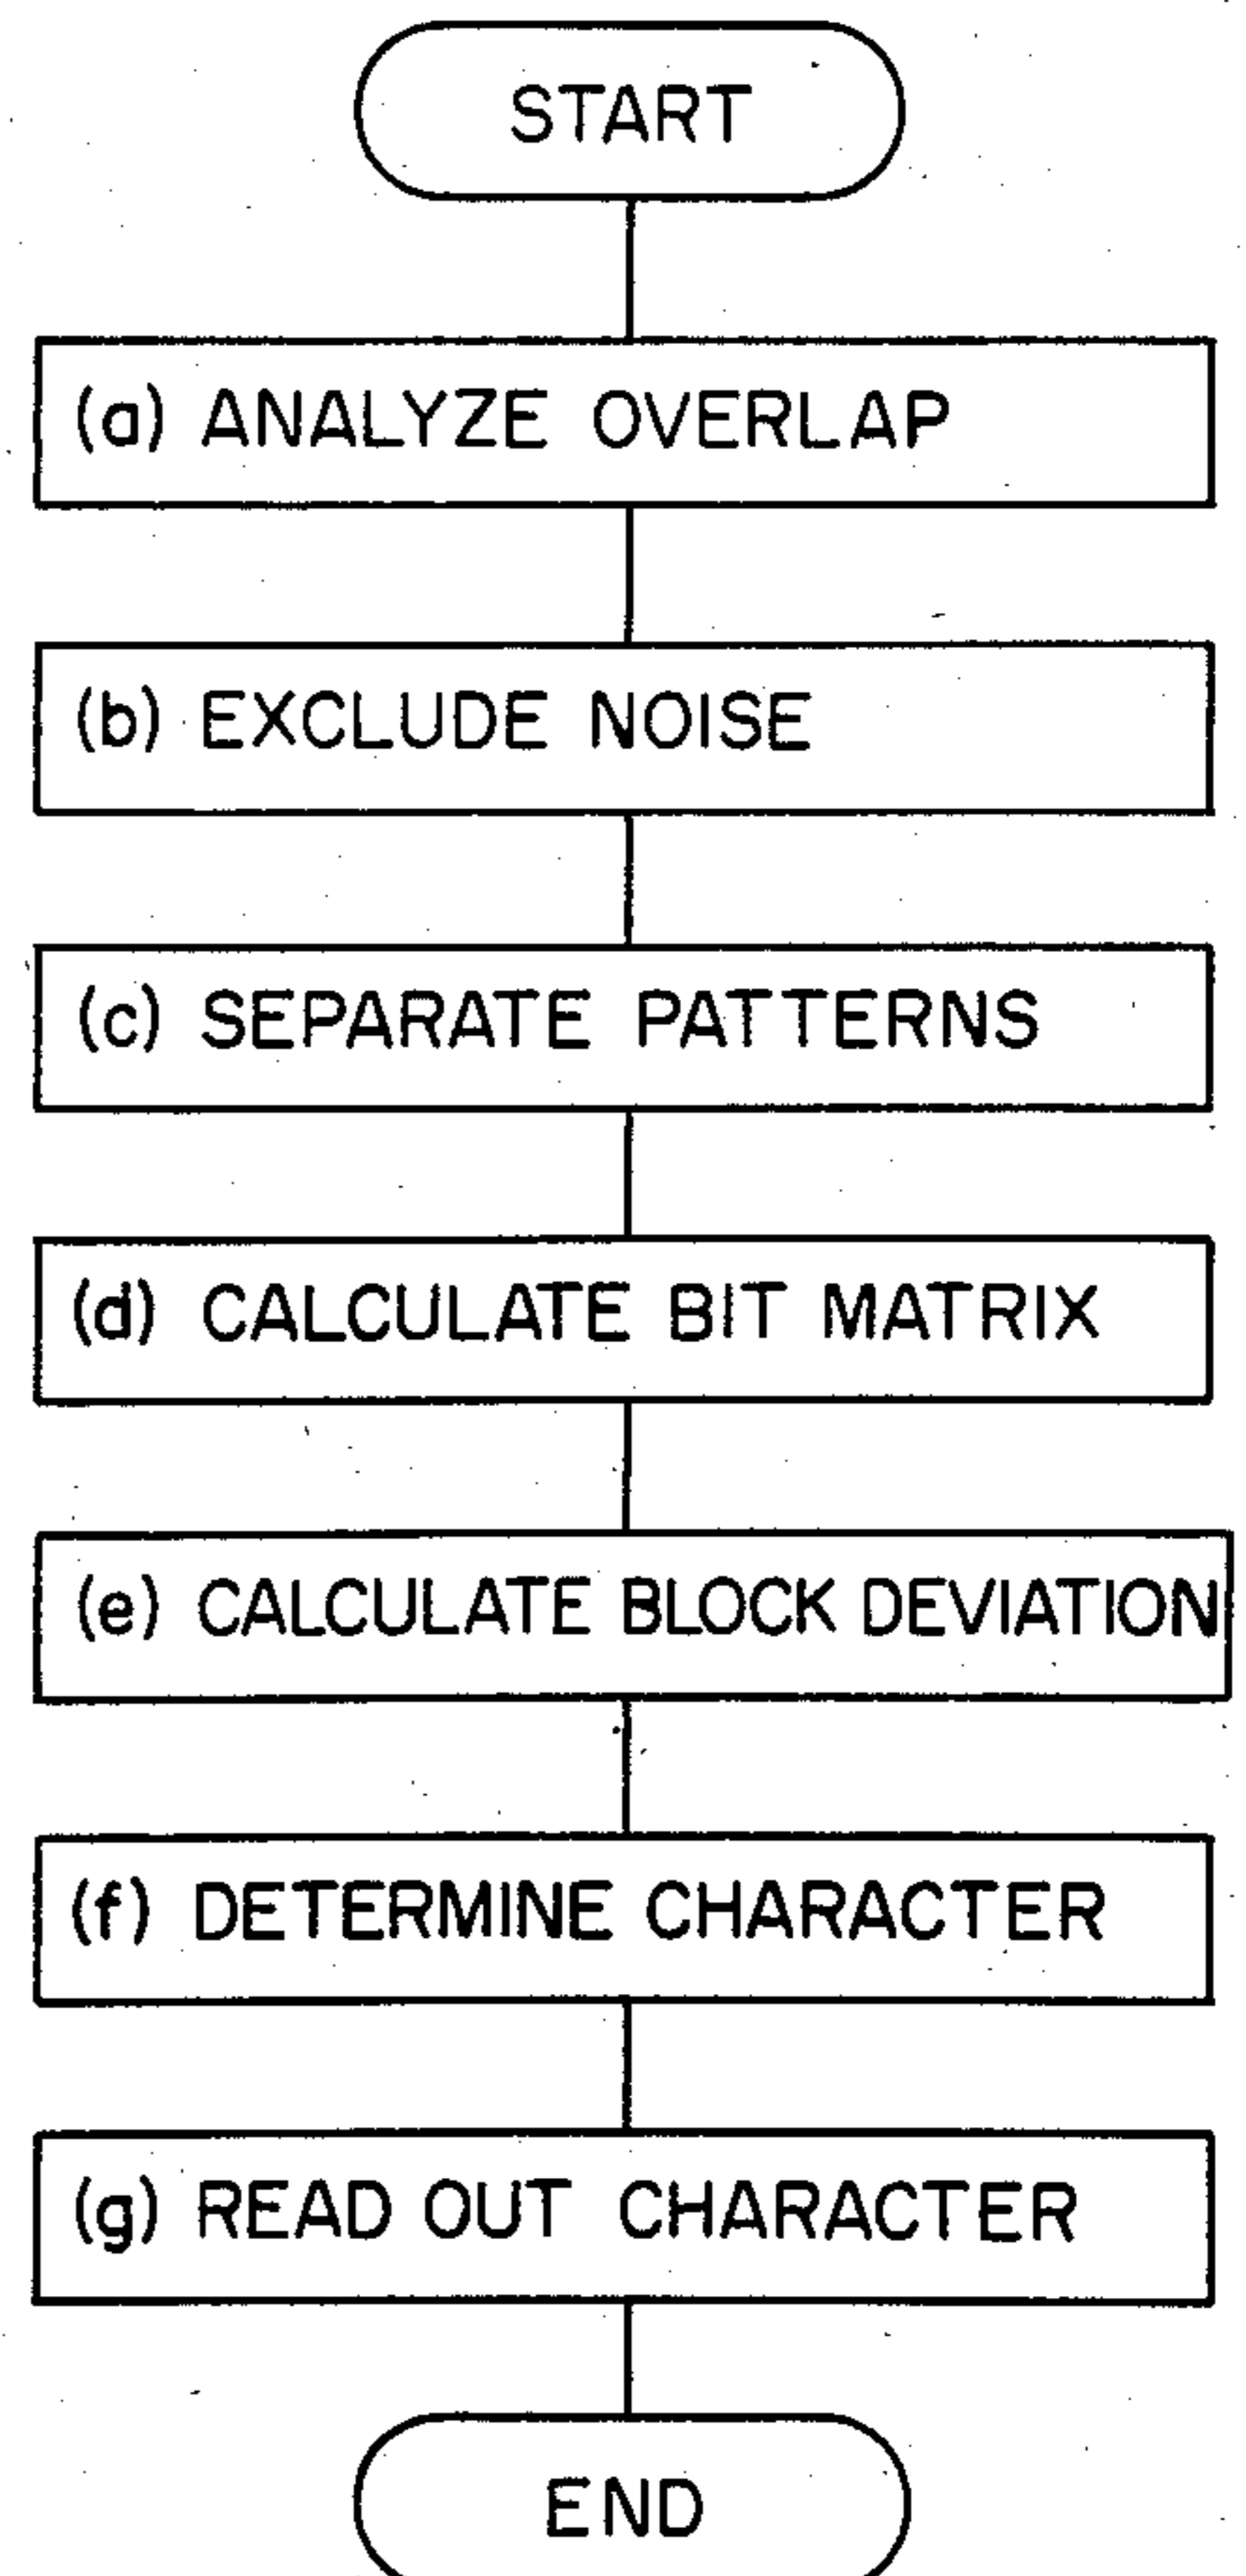 START
(a) ANALYZE OVERLAP
(b) EXCLUDE NOISE
(c) SEPARATE PATTERNS
(d) CALCULATE BIT MATRIX
(e) CALCULATE BLOCK DEVIATION
(f) DETERMINE CHARACTER
(g) READ OUT CHARACTER
END